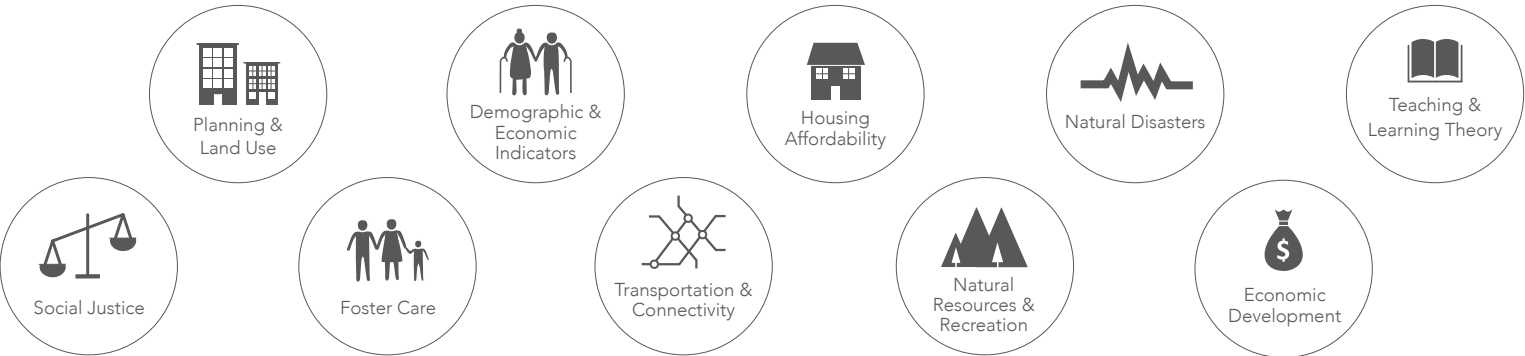 Planning &
Land Use
Demographic &
Economic
Indicators
Housing
Affordability
Natural Disasters
Teaching &
Learning Theory
Social Justice
Foster Care
Transportation &
Connectivity
Natural
Resources &
Recreation
$
Economic
Development